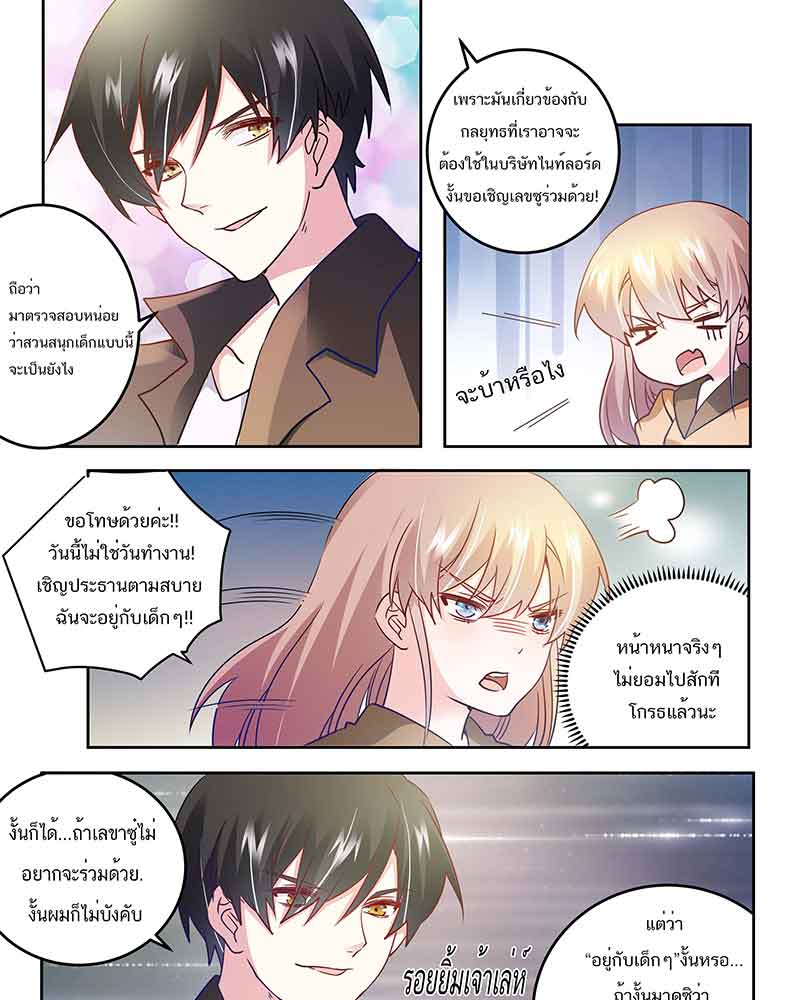 ถือว่า
มาตรวจสอบหน่อย
ว่าสวนสนุกเด็กแบบนี้
จะเป็นยังไง
เพราะมันเกี่ยวข้องกับ
กลยุทธที่เราอาจจะ
ต้องใช้ในบริษัทไนท์ลอร์ด
งั้นขอเชิญเลขซูร่วมด้วย!
จะบ้าหรือไง
ขอโทษด้วยค่ะ!!
วันนี้ไม่ใช่วันทำงาน!
เชิญประธานตามสบาย
ฉันจะอยู่กับเด็กๆ!!
หน้าหนาจริงๆ
ไม่ยอมไปสักที
โกรธแล้วนะ
งั้นก็ได้...ถ้าเลขาซู่ไม่
อยากจะร่วมด้วย.
งั้นผมก็ไม่บังคับ
รอยยิ้มเจ้าเล่ห์
แต่ว่า
“อยู่กับเด็กๆ”งั้นหรอ...
ถ้างั้นมาดูซิว่า